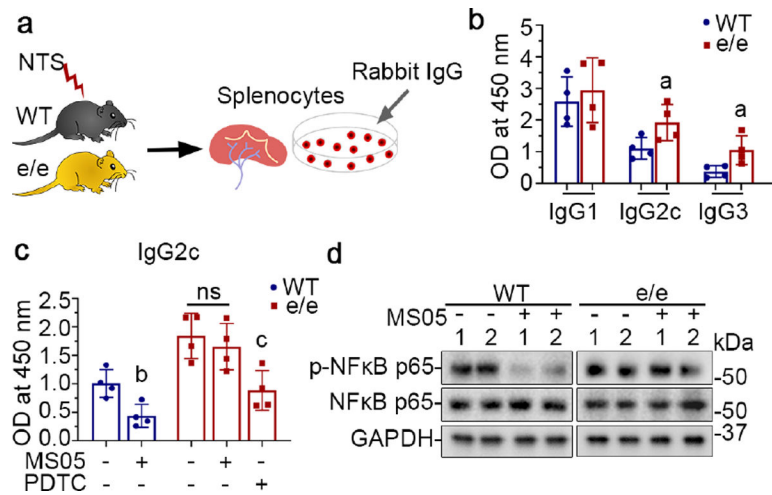 a
NTS
WT
e/e
Splenocytes
Rabbit IgG
b
OD at 450 nm
5
4
3
2
1
0
WT
e/e
a
a
IgG1
IgG2c
IgG3
c
IgG2c
WT
e/e
OD at 450 nm
2.5
2.0
1.5
1.0
0.5
0.0
b
ns
c
MS05 - + - + -
PDTC - - - - +
d
WT
e/e
MS05 - - + + - - + +
1 2 1 2 1 2 1 2 kDa
p-NFκB p65- -50
NFκB p65- -50
GAPDH- -37